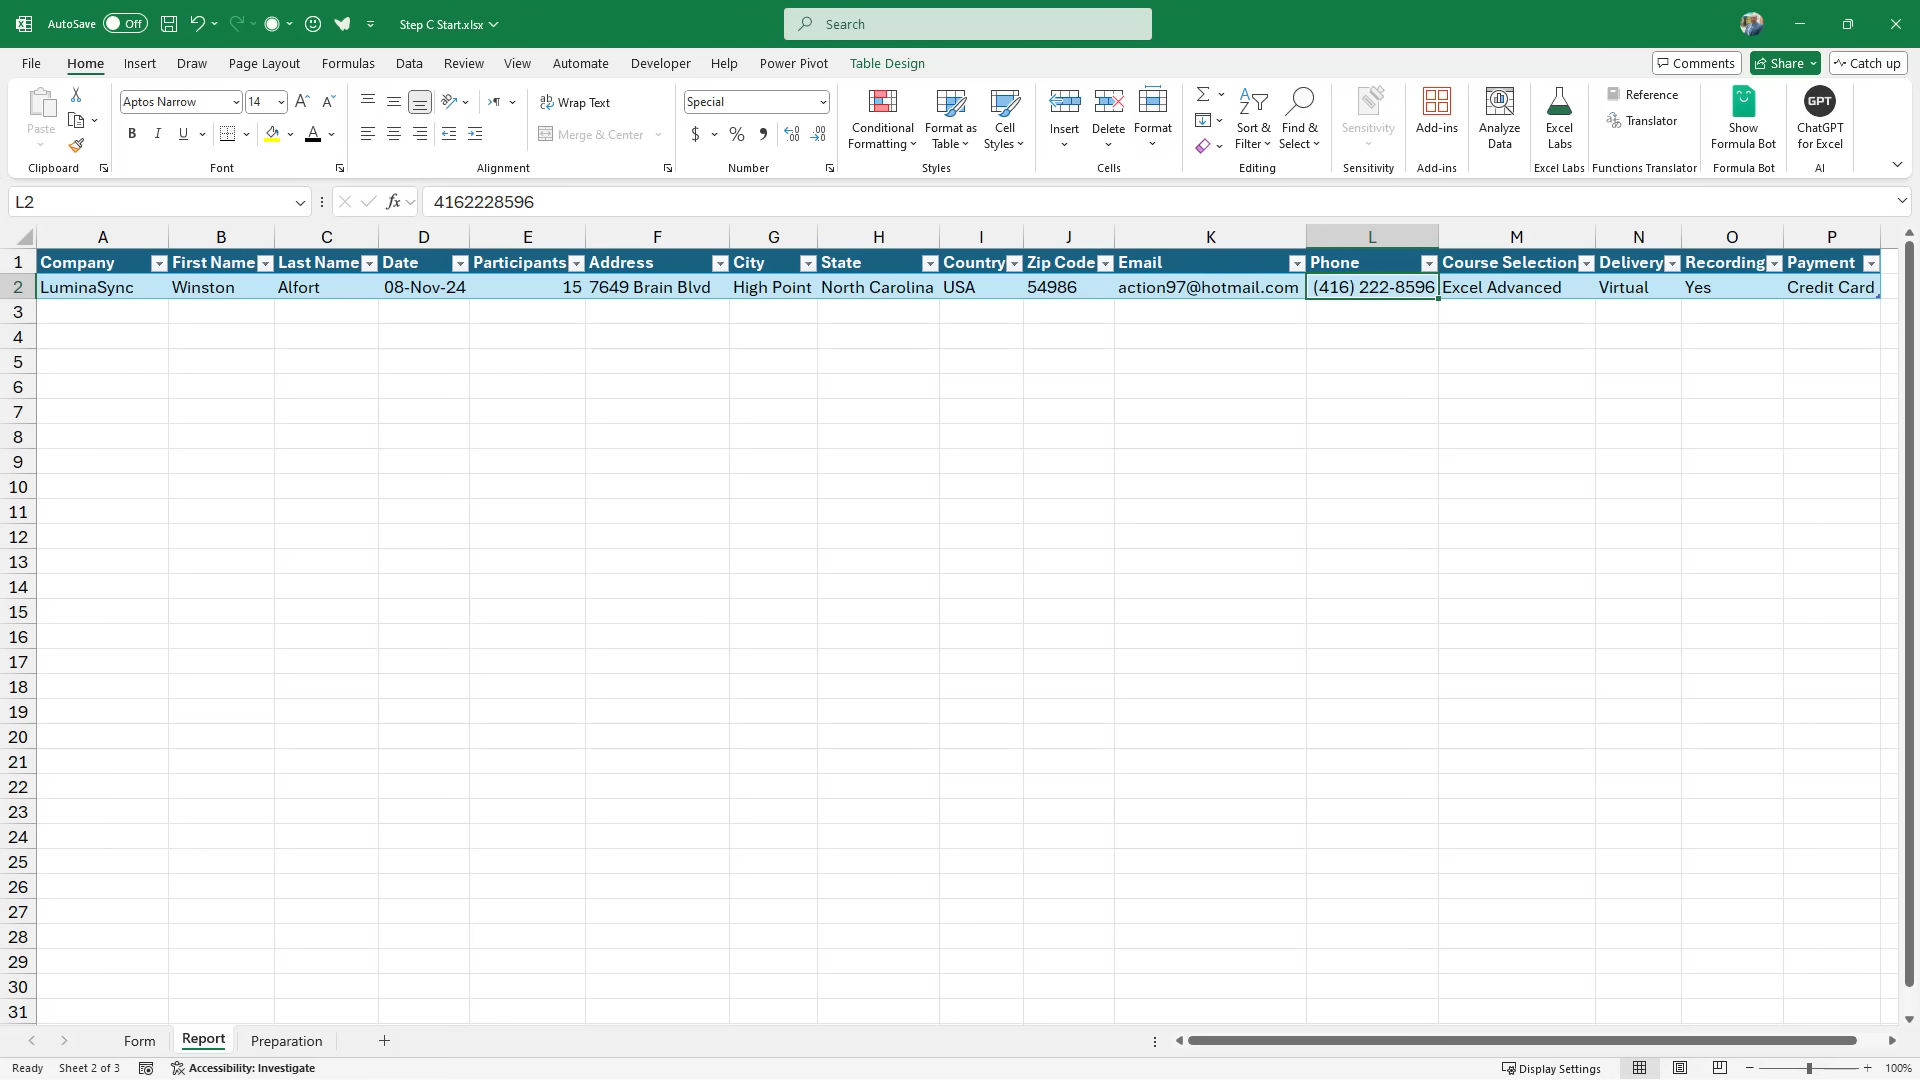 AutoSave Off Step C Start.xlsx Search
File Home Insert Draw Page Layout Formulas Data Review View Automate Developer Help Power Pivot Table Design Comments Share Catch up
Paste
Clipboard
Aptos Narrow 14
B I U A
Font
Wrap Text
Merge & Center
Alignment
Special
$ % ,
Number
Conditional Formatting
Format as Table
Cell Styles
Styles
Insert Delete Format
Cells
Sort & Filter
Find & Select
Editing
Sensitivity
Sensitivity
Add-ins
Add-ins
Analyze Data
Excel Labs
Excel Labs
Reference
Translator
Functions Translator
Show Formula Bot
Formula Bot
GPT
ChatGPT for Excel
AI
L2 fx 4162228596
A B C D E F G H I J K L M N O P
1 Company First Name Last Name Date Participants Address City State Country Zip Code Email Phone Course Selection Delivery Recording Payment
2 LuminaSync Winston Alfort 08-Nov-24 15 7649 Brain Blvd High Point North Carolina USA 54986 action97@hotmail.com (416) 222-8596 Excel Advanced Virtual Yes Credit Card
3
4
5
6
7
8
9
10
11
12
13
14
15
16
17
18
19
20
21
22
23
24
25
26
27
28
29
30
31
Form Report Preparation
Ready Sheet 2 of 3 Accessibility: Investigate Display Settings 100%